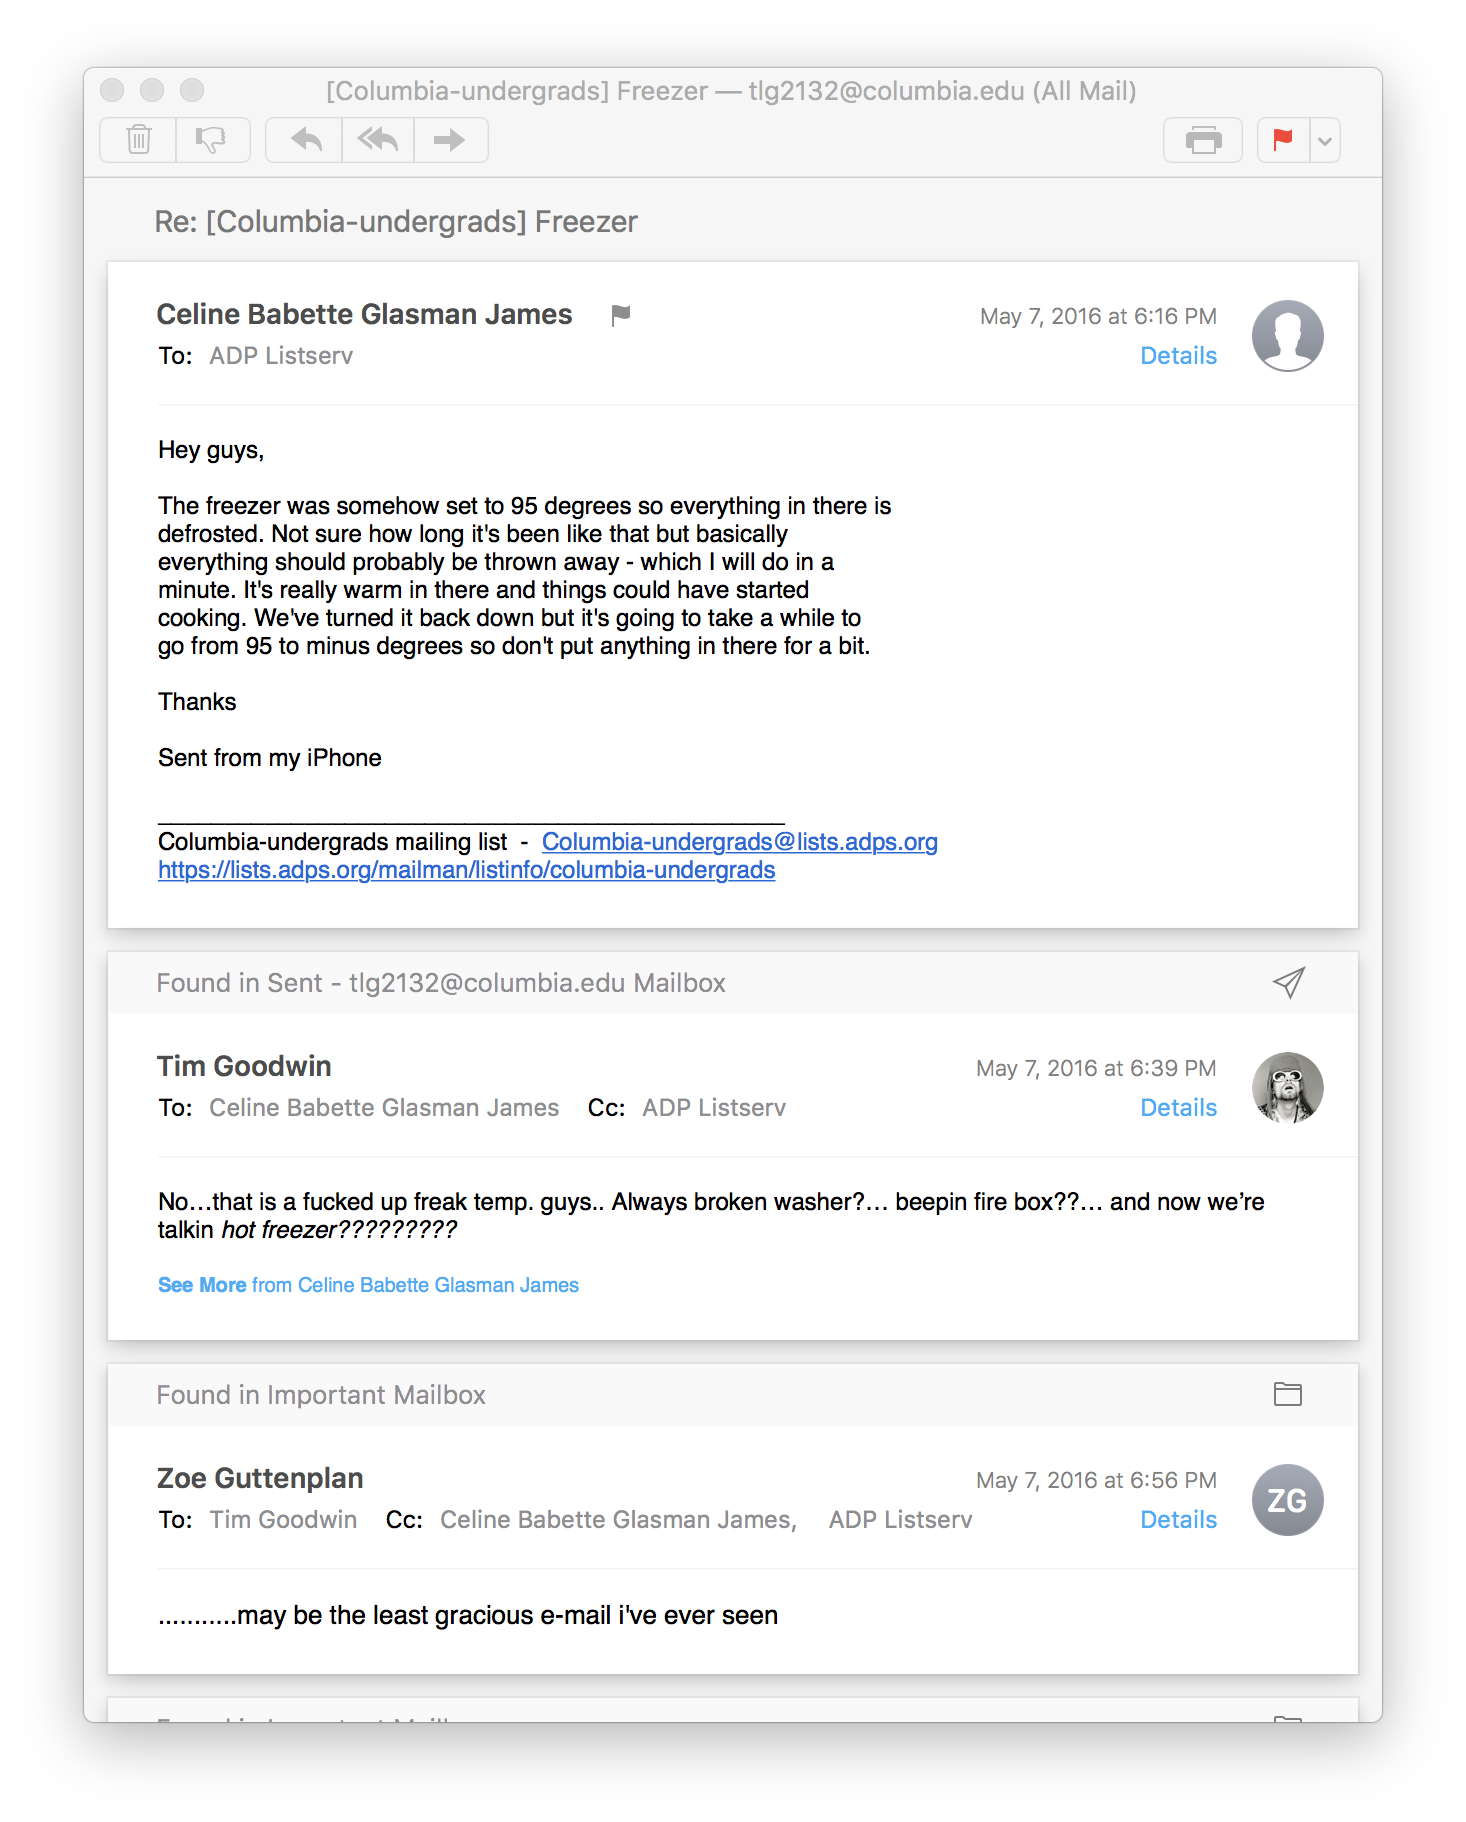 [Columbia-undergrads] Freezer — tlg2132@columbia.edu (All Mail)
Re: [Columbia-undergrads] Freezer
Celine Babette Glasman James
May 7, 2016 at 6:16 PM
To: ADP Listserv
Details
Hey guys,
The freezer was somehow set to 95 degrees so everything in there is
defrosted. Not sure how long it's been like that but basically
everything should probably be thrown away - which I will do in a
minute. It's really warm in there and things could have started
cooking. We've turned it back down but it's going to take a while to
go from 95 to minus degrees so don't put anything in there for a bit.
Thanks
Sent from my iPhone
_______________________________________________
Columbia-undergrads mailing list - Columbia-undergrads@lists.adps.org
https://lists.adps.org/mailman/listinfo/columbia-undergrads
Found in Sent - tlg2132@columbia.edu Mailbox
Tim Goodwin
May 7, 2016 at 6:39 PM
To: Celine Babette Glasman James Cc: ADP Listserv
Details
No…that is a fucked up freak temp. guys.. Always broken washer?… beepin fire box??… and now we’re
talkin hot freezer?????????
See More from Celine Babette Glasman James
Found in Important Mailbox
Zoe Guttenplan
May 7, 2016 at 6:56 PM
ZG
To: Tim Goodwin Cc: Celine Babette Glasman James, ADP Listserv
Details
...........may be the least gracious e-mail i've ever seen